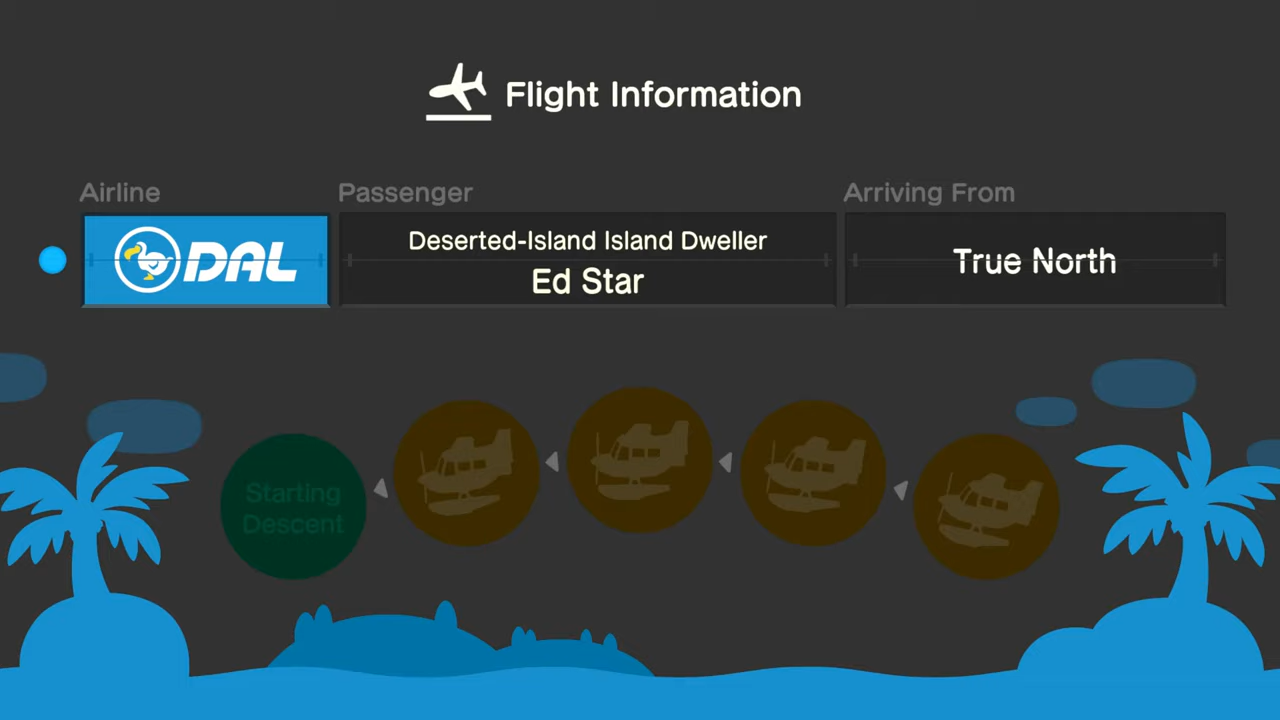 Flight Information
Airline
Passenger
Arriving From
DAL
Deserted-Island Island Dweller
Ed Star
True North
Starting
Descent